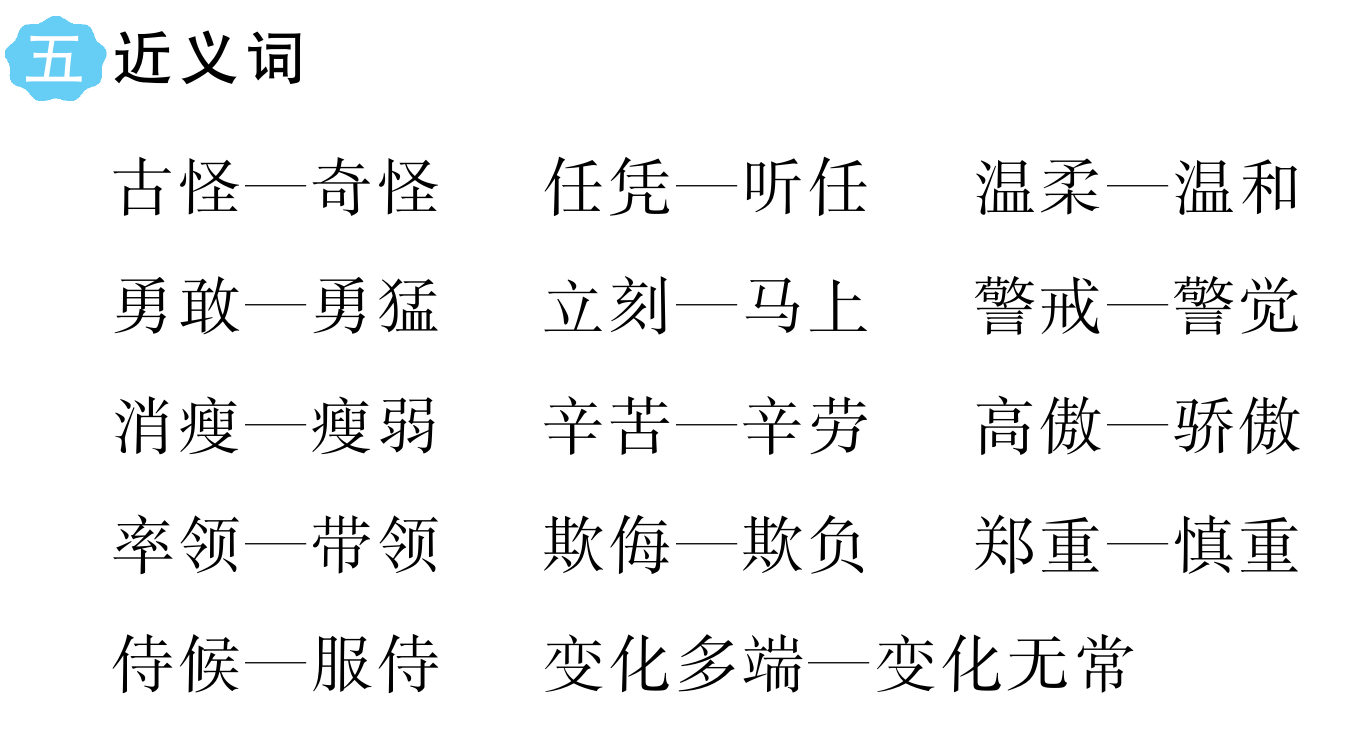 五 近义词
古怪—奇怪 任凭—听任 温柔—温和
勇敢—勇猛 立刻—马上 警戒—警觉
消瘦—瘦弱 辛苦—辛劳 高傲—骄傲
率领—带领 欺侮—欺负 郑重—慎重
侍候—服侍 变化多端—变化无常